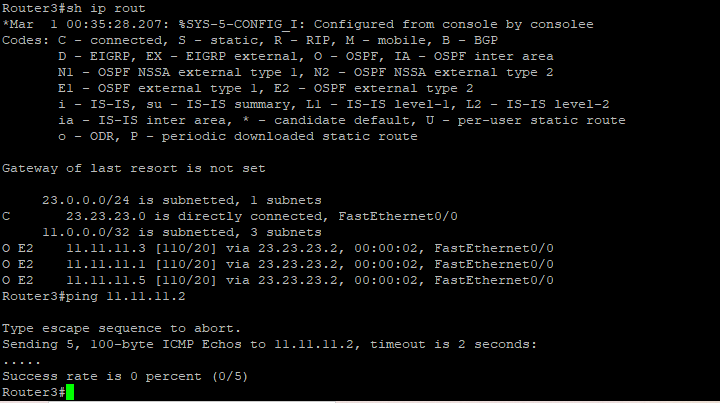 Router3#sh ip rout
*Mar  1 00:35:28.207: %SYS-5-CONFIG_I: Configured from console by consolee
Codes: C - connected, S - static, R - RIP, M - mobile, B - BGP
       D - EIGRP, EX - EIGRP external, O - OSPF, IA - OSPF inter area
       N1 - OSPF NSSA external type 1, N2 - OSPF NSSA external type 2
       E1 - OSPF external type 1, E2 - OSPF external type 2
       i - IS-IS, su - IS-IS summary, L1 - IS-IS level-1, L2 - IS-IS level-2
       ia - IS-IS inter area, * - candidate default, U - per-user static route
       o - ODR, P - periodic downloaded static route
Gateway of last resort is not set
     23.0.0.0/24 is subnetted, 1 subnets
C       23.23.23.0 is directly connected, FastEthernet0/0
     11.0.0.0/32 is subnetted, 3 subnets
O E2    11.11.11.3 [110/20] via 23.23.23.2, 00:00:02, FastEthernet0/0
O E2    11.11.11.1 [110/20] via 23.23.23.2, 00:00:02, FastEthernet0/0
O E2    11.11.11.5 [110/20] via 23.23.23.2, 00:00:02, FastEthernet0/0
Router3#ping 11.11.11.2
Type escape sequence to abort.
Sending 5, 100-byte ICMP Echos to 11.11.11.2, timeout is 2 seconds:
.....
Success rate is 0 percent (0/5)
Router3#